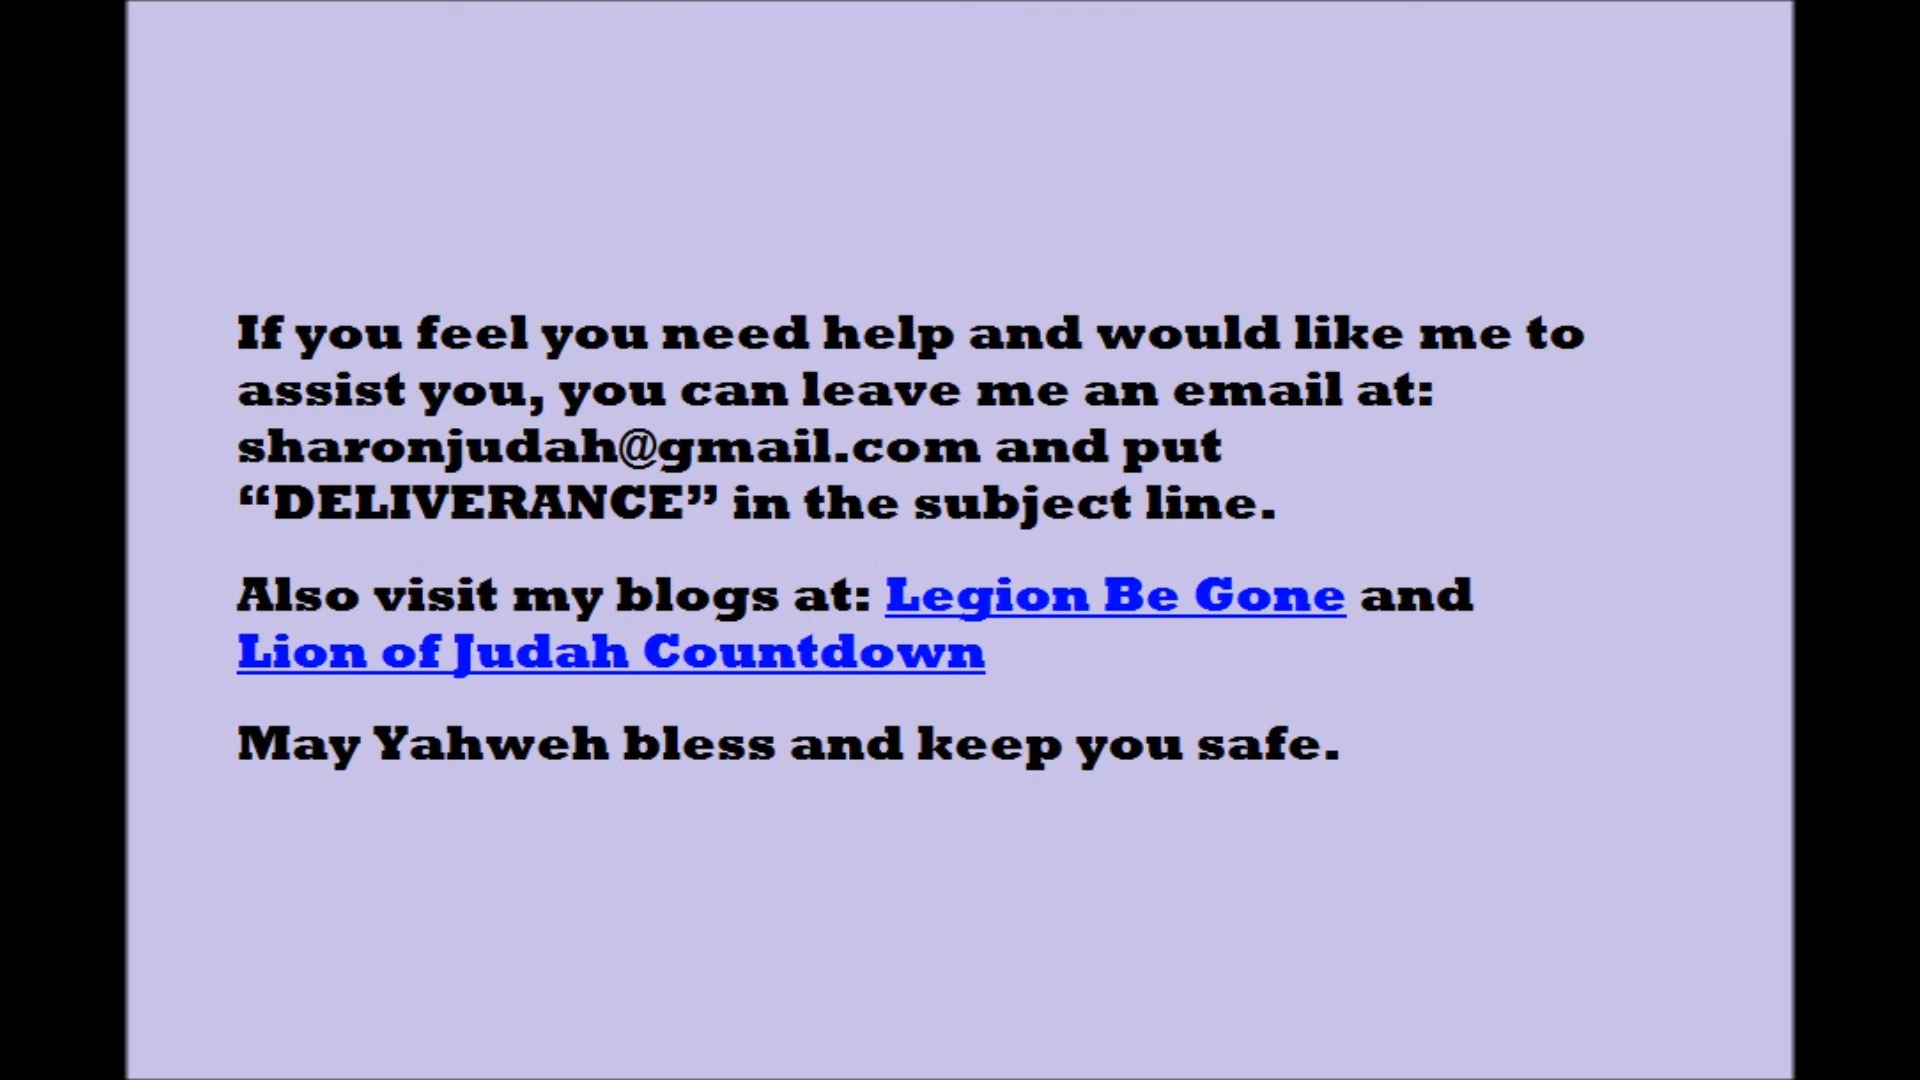 If you feel you need help and would like me to
assist you, you can leave me an email at:
sharonjudah@gmail.com and put
“DELIVERANCE” in the subject line.
Also visit my blogs at: Legion Be Gone and
Lion of Judah Countdown
May Yahweh bless and keep you safe.